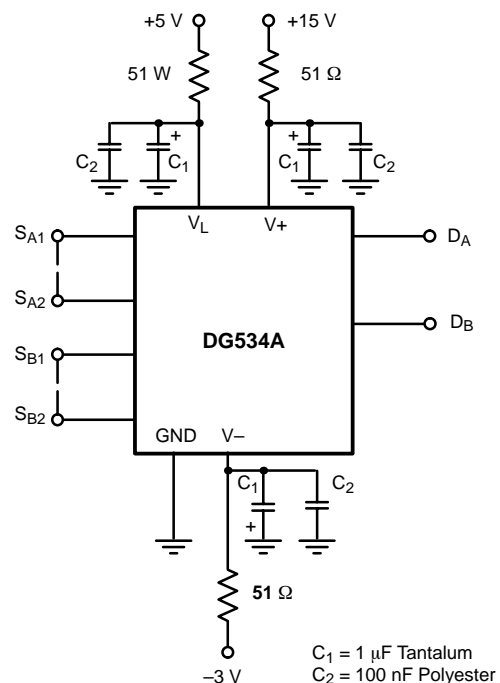 +5 V
+15 V
51 W
51 Ω
+
+
C2
C1
C1
C2
VL
V+
SA1
DA
SA2
DB
DG534A
SB1
SB2
GND
V–
C1
C2
+
51 Ω
–3 V
C1 = 1 μF Tantalum
C2 = 100 nF Polyester